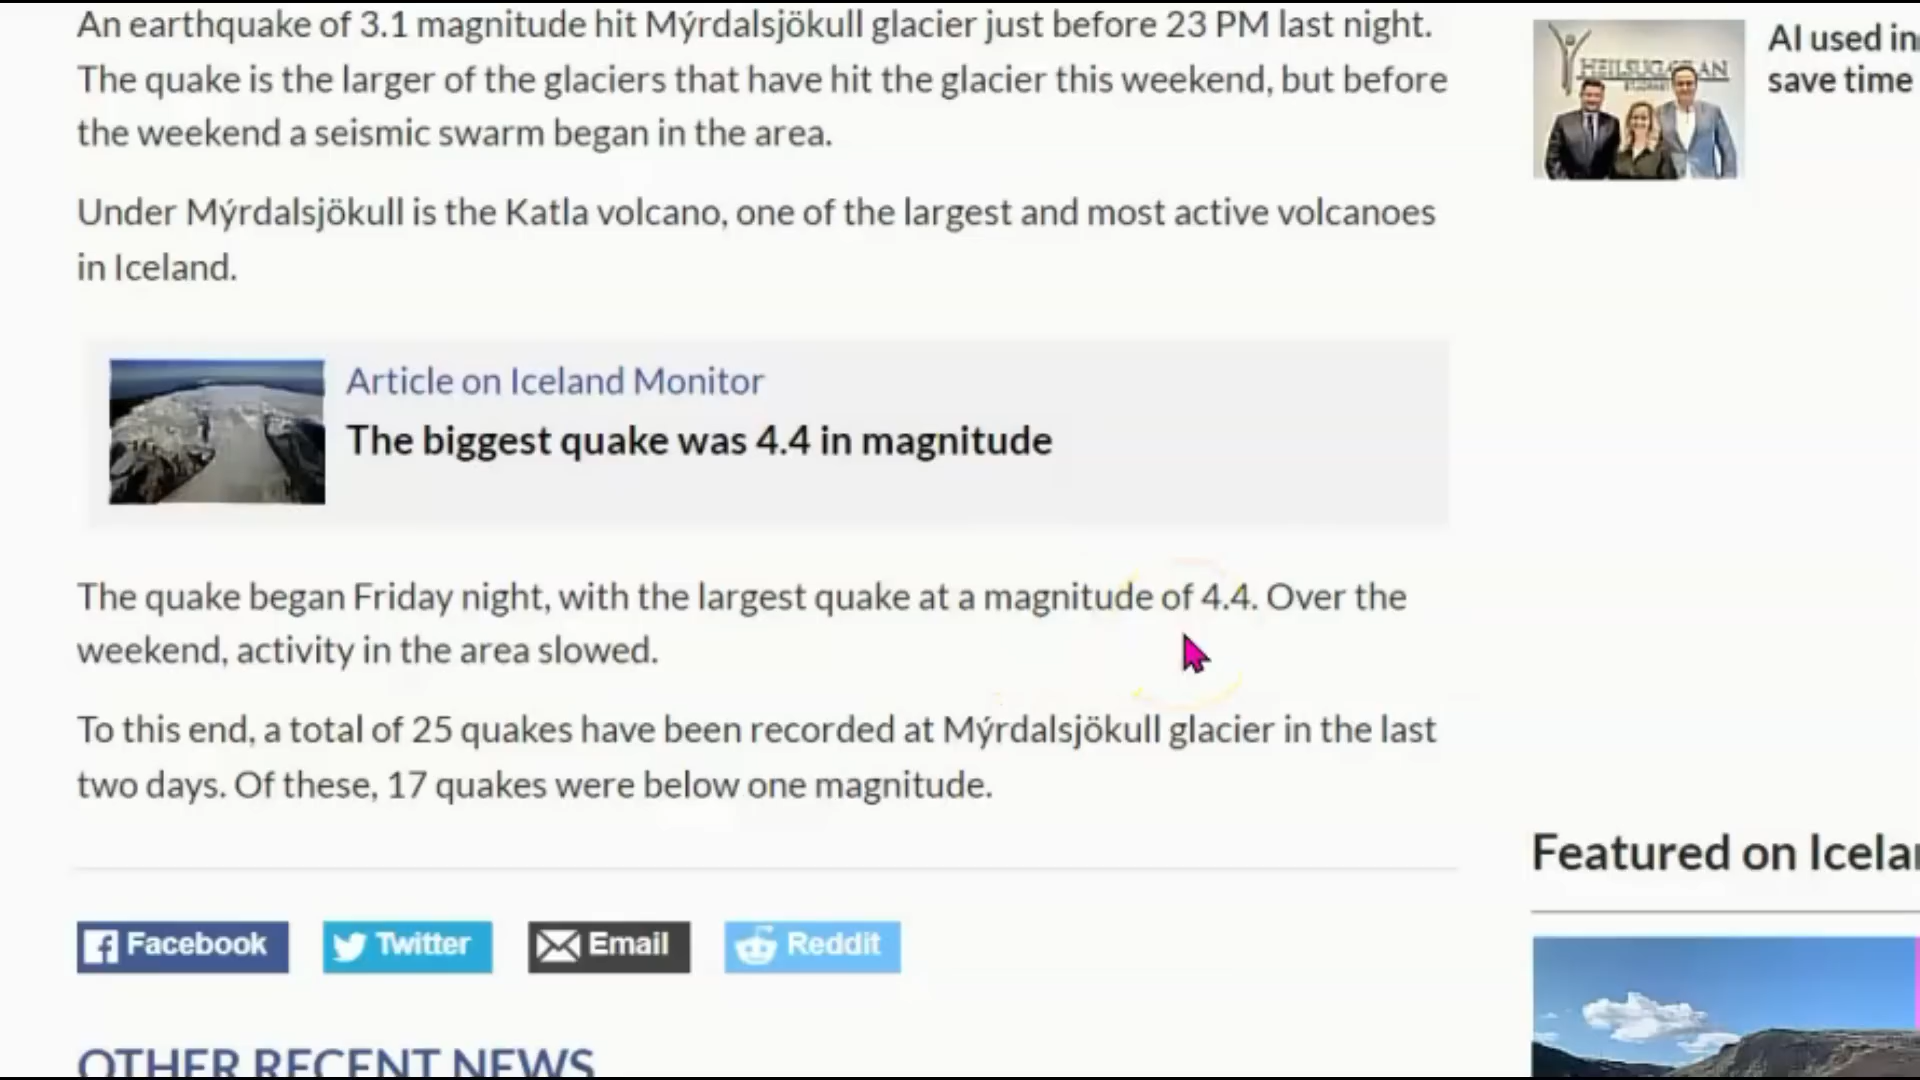 An earthquake of 3.1 magnitude hit Mýrdalsjökull glacier just before 23 PM last night.
The quake is the larger of the glaciers that have hit the glacier this weekend, but before
the weekend a seismic swarm began in the area.
Under Mýrdalsjökull is the Katla volcano, one of the largest and most active volcanoes
in Iceland.
Article on Iceland Monitor
The biggest quake was 4.4 in magnitude
The quake began Friday night, with the largest quake at a magnitude of 4.4. Over the
weekend, activity in the area slowed.
To this end, a total of 25 quakes have been recorded at Mýrdalsjökull glacier in the last
two days. Of these, 17 quakes were below one magnitude.
Facebook
Twitter
Email
Reddit
OTHER RECENT NEWS
AI used in
save time
Featured on Icela